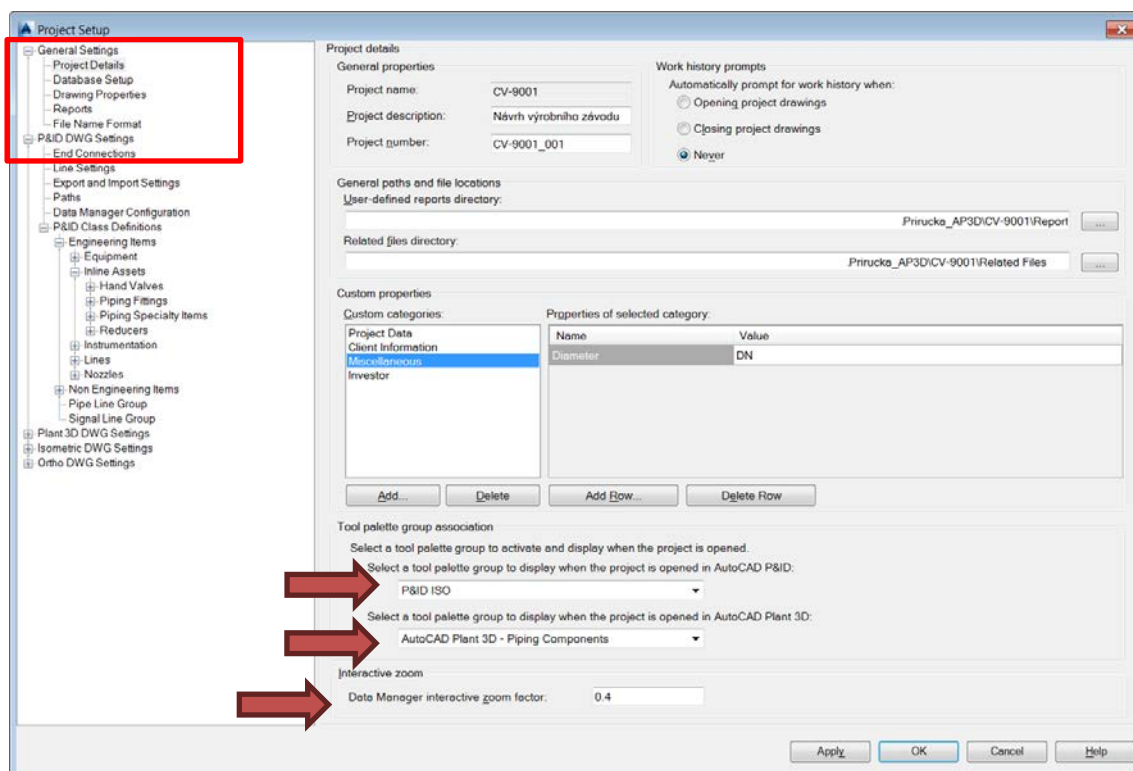 Project Setup
General Settings
Project Details
Database Setup
Drawing Properties
Reports
File Name Format
P&ID DWG Settings
End Connections
Line Settings
Export and Import Settings
Paths
Data Manager Configuration
P&ID Class Definitions
Engineering Items
Equipment
Inline Assets
Hand Valves
Piping Fittings
Piping Specialty Items
Reducers
Instrumentation
Lines
Nozzles
Non Engineering Items
Pipe Line Group
Signal Line Group
Plant 3D DWG Settings
Isometric DWG Settings
Ortho DWG Settings
Project details
General properties
Project name: CV-9001
Project description: Návrh výrobního závodu
Project number: CV-9001_001
Work history prompts
Automatically prompt for work history when:
Opening project drawings
Closing project drawings
Never
General paths and file locations
User-defined reports directory:
Prirucka_AP3D\CV-9001\Report ...
Related files directory:
Prirucka_AP3D\CV-9001\Related Files ...
Custom properties
Custom categories:
Project Data
Client Information
Miscellaneous
Investor
Properties of selected category:
Name Value
Diameter DN
Add... Delete Add Row... Delete Row
Tool palette group association
Select a tool palette group to activate and display when the project is opened.
Select a tool palette group to display when the project is opened in AutoCAD P&ID:
P&ID ISO
Select a tool palette group to display when the project is opened in AutoCAD Plant 3D:
AutoCAD Plant 3D - Piping Components
Interactive zoom
Data Manager interactive zoom factor: 0.4
Apply OK Cancel Help